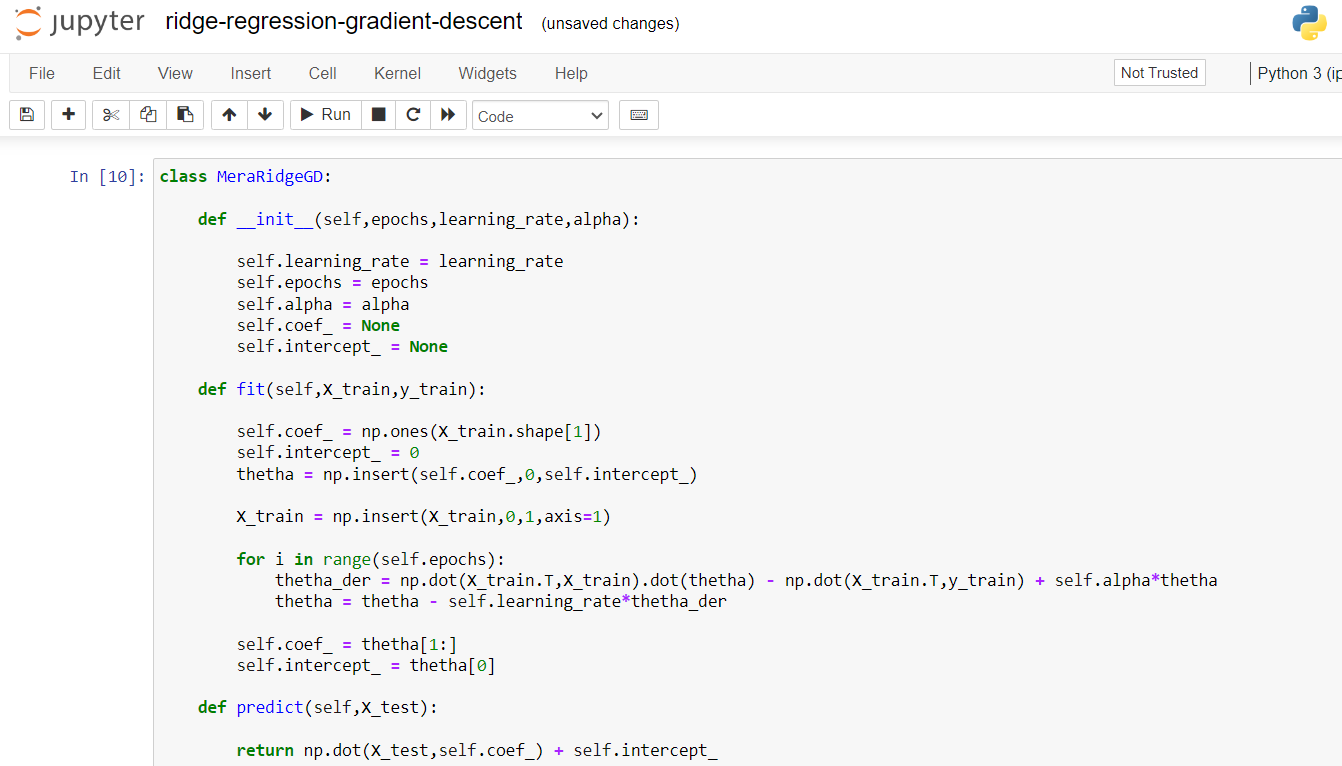 jupyter ridge-regression-gradient-descent (unsaved changes)
File Edit View Insert Cell Kernel Widgets Help Not Trusted Python 3 (ip
Run Code
In [10]: class MeraRidgeGD:
def __init__(self,epochs,learning_rate,alpha):
self.learning_rate = learning_rate
self.epochs = epochs
self.alpha = alpha
self.coef_ = None
self.intercept_ = None
def fit(self,X_train,y_train):
self.coef_ = np.ones(X_train.shape[1])
self.intercept_ = 0
thetha = np.insert(self.coef_,0,self.intercept_)
X_train = np.insert(X_train,0,1,axis=1)
for i in range(self.epochs):
thetha_der = np.dot(X_train.T,X_train).dot(thetha) - np.dot(X_train.T,y_train) + self.alpha*thetha
thetha = thetha - self.learning_rate*thetha_der
self.coef_ = thetha[1:]
self.intercept_ = thetha[0]
def predict(self,X_test):
return np.dot(X_test,self.coef_) + self.intercept_